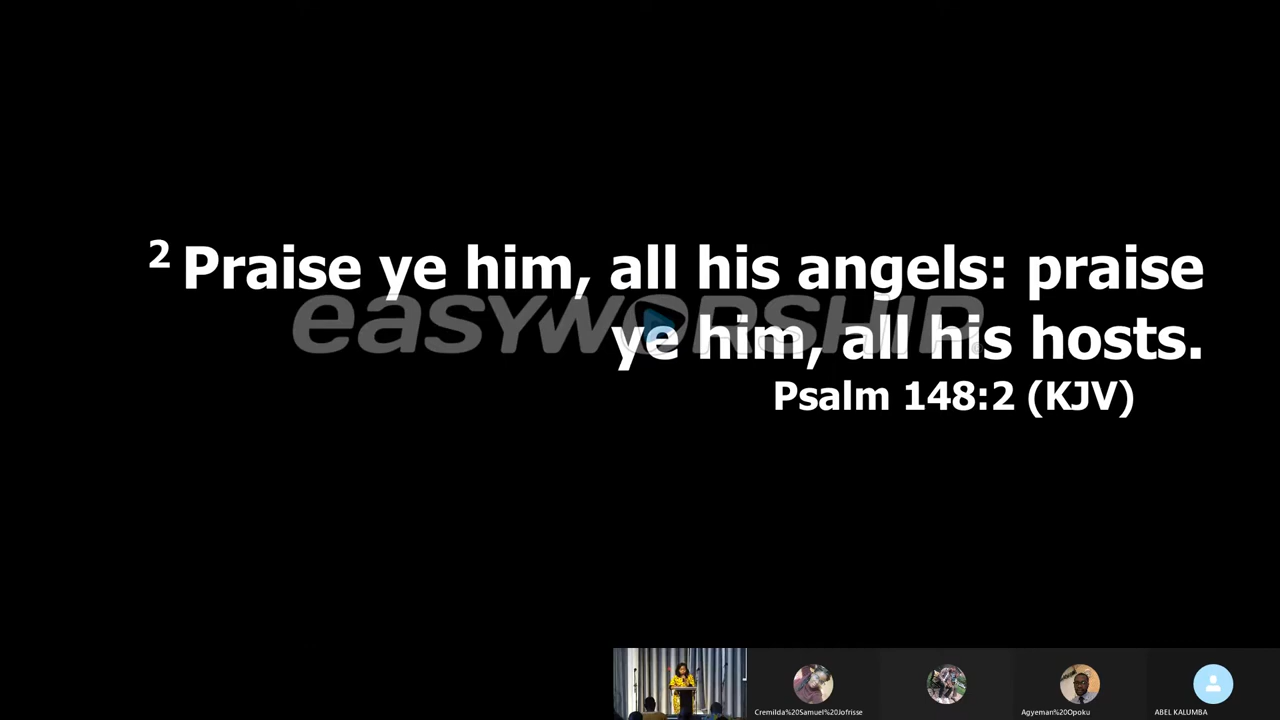 2 Praise ye him, all his angels: praise
ye him, all his hosts.
easyworship
Psalm 148:2 (KJV)
Cremilda%20Samuel%20Jofrisse
Agyeman%20Opoku
ABEL KALUMBA